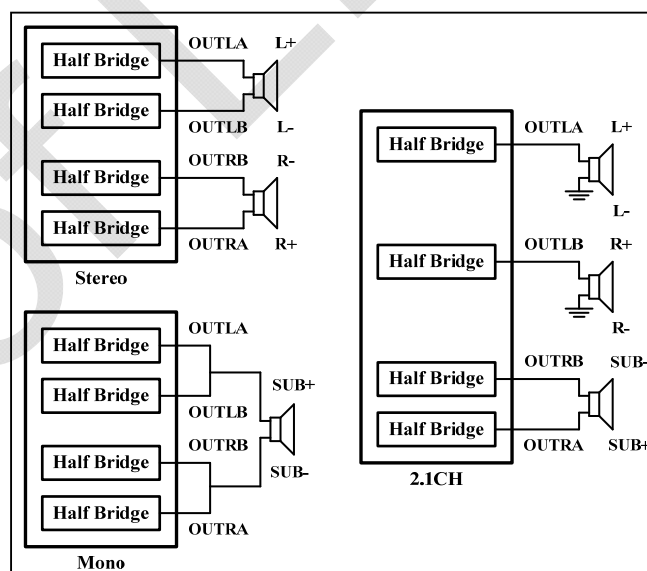 OUTLA L+
Half Bridge
Half Bridge
OUTLB L-
OUTRB R-
Half Bridge
Half Bridge
OUTRA R+
Stereo
OUTLA
Half Bridge
Half Bridge
SUB+
OUTLB
OUTRB
Half Bridge
SUB-
Half Bridge
OUTRA
Mono
OUTLA L+
Half Bridge
L-
OUTLB R+
Half Bridge
R-
OUTRB SUB-
Half Bridge
Half Bridge
OUTRA SUB+
2.1CH